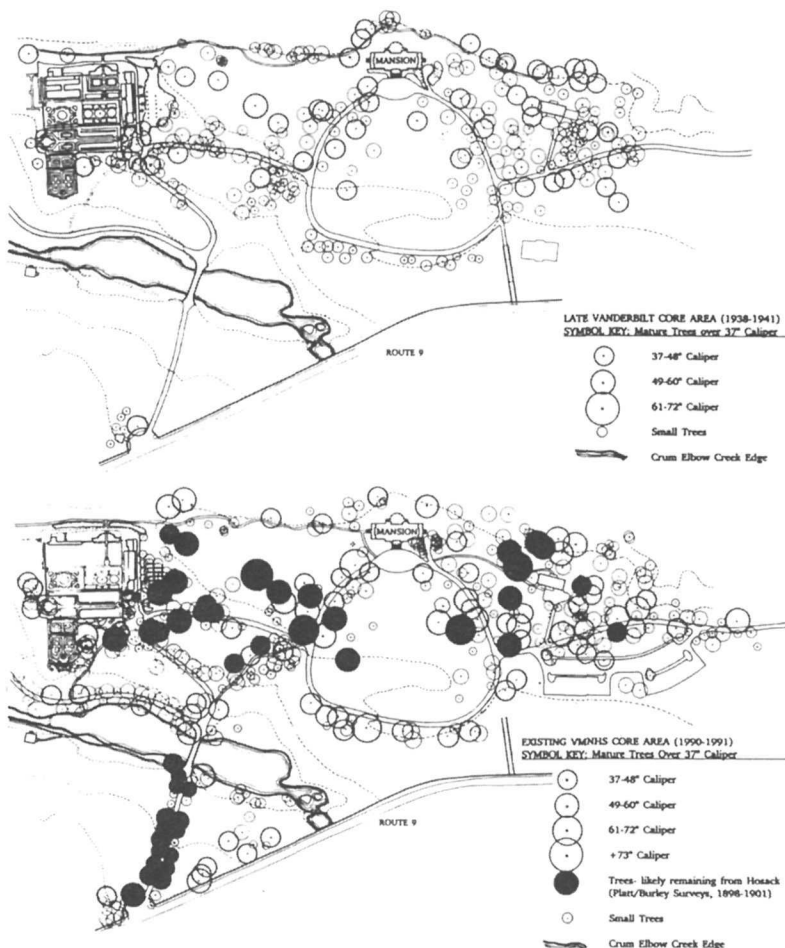 MANSION
ROUTE 9
LATE VANDERBILT CORE AREA (1938-1941)
SYMBOL KEY: Mature Trees over 37" Caliper
37-48" Caliper
49-60" Caliper
61-72" Caliper
Small Trees
Crum Elbow Creek Edge
MANSION
ROUTE 9
EXISTING VMNHS CORE AREA (1990-1991)
SYMBOL KEY: Mature Trees Over 37" Caliper
37-48" Caliper
49-60" Caliper
61-72" Caliper
+73" Caliper
Trees- likely remaining from Hosack
(Platt/Burley Surveys, 1898-1901)
Small Trees
Crum Elbow Creek Edge